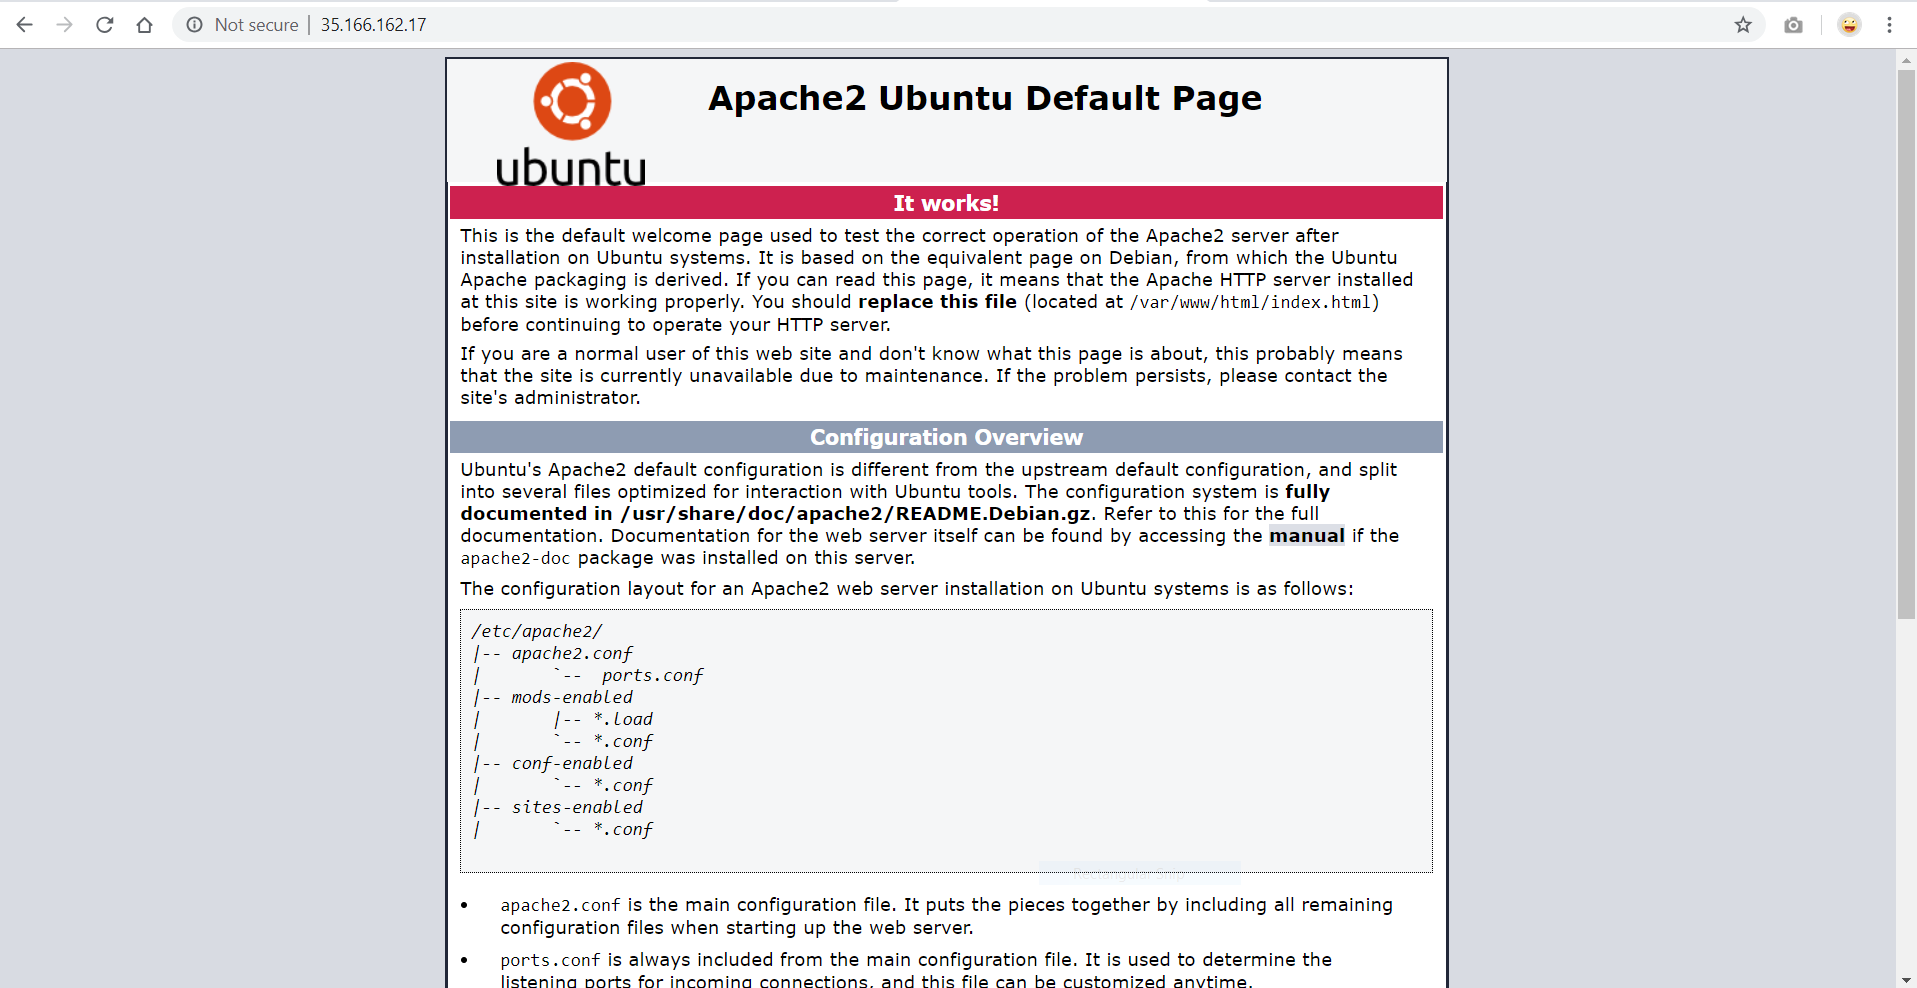 Not secure | 35.166.162.17
ubuntu
Apache2 Ubuntu Default Page
It works!
This is the default welcome page used to test the correct operation of the Apache2 server after
installation on Ubuntu systems. It is based on the equivalent page on Debian, from which the Ubuntu
Apache packaging is derived. If you can read this page, it means that the Apache HTTP server installed
at this site is working properly. You should replace this file (located at /var/www/html/index.html)
before continuing to operate your HTTP server.
If you are a normal user of this web site and don't know what this page is about, this probably means
that the site is currently unavailable due to maintenance. If the problem persists, please contact the
site's administrator.
Configuration Overview
Ubuntu's Apache2 default configuration is different from the upstream default configuration, and split
into several files optimized for interaction with Ubuntu tools. The configuration system is fully
documented in /usr/share/doc/apache2/README.Debian.gz. Refer to this for the full
documentation. Documentation for the web server itself can be found by accessing the manual if the
apache2-doc package was installed on this server.
The configuration layout for an Apache2 web server installation on Ubuntu systems is as follows:
/etc/apache2/
|-- apache2.conf
|       `--  ports.conf
|-- mods-enabled
|       |-- *.load
|       `-- *.conf
|-- conf-enabled
|       `-- *.conf
|-- sites-enabled
|       `-- *.conf
• apache2.conf is the main configuration file. It puts the pieces together by including all remaining
configuration files when starting up the web server.
• ports.conf is always included from the main configuration file. It is used to determine the
listening ports for incoming connections, and this file can be customized anytime.